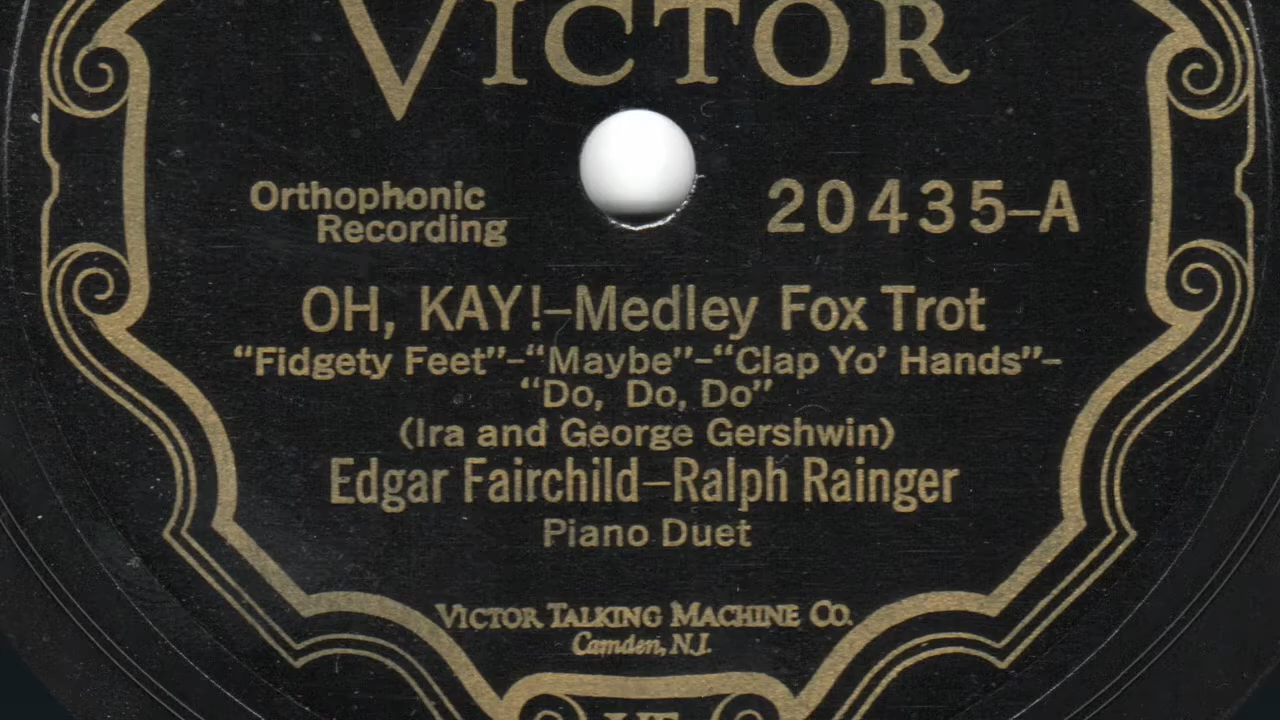 VICTOR
Orthophonic
Recording
20435–A
OH, KAY!–Medley Fox Trot
“Fidgety Feet”–“Maybe”–“Clap Yo’ Hands”–
“Do, Do, Do”
(Ira and George Gershwin)
Edgar Fairchild–Ralph Rainger
Piano Duet
VICTOR TALKING MACHINE CO.
Camden, N.J.